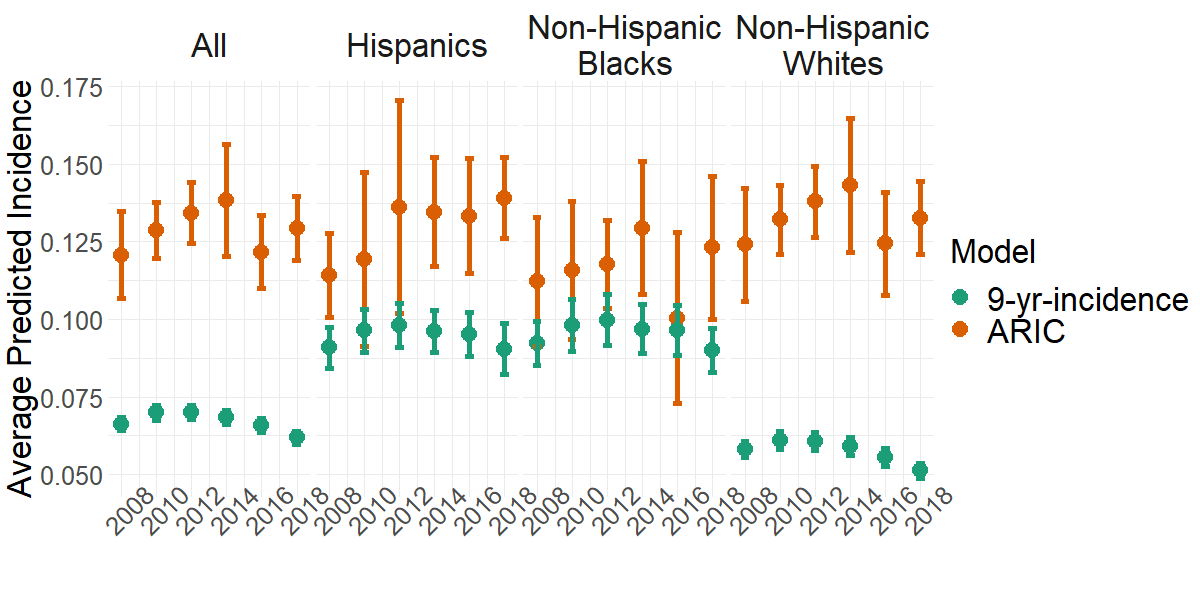 All
Hispanics
Non-Hispanic
Blacks
Non-Hispanic
Whites
Average Predicted Incidence
0.175
0.150
0.125
0.100
0.075
0.050
2008 2010 2012 2014 2016 2018
2008 2010 2012 2014 2016 2018
2008 2010 2012 2014 2016 2018
2008 2010 2012 2014 2016 2018
Model
9-yr-incidence
ARIC